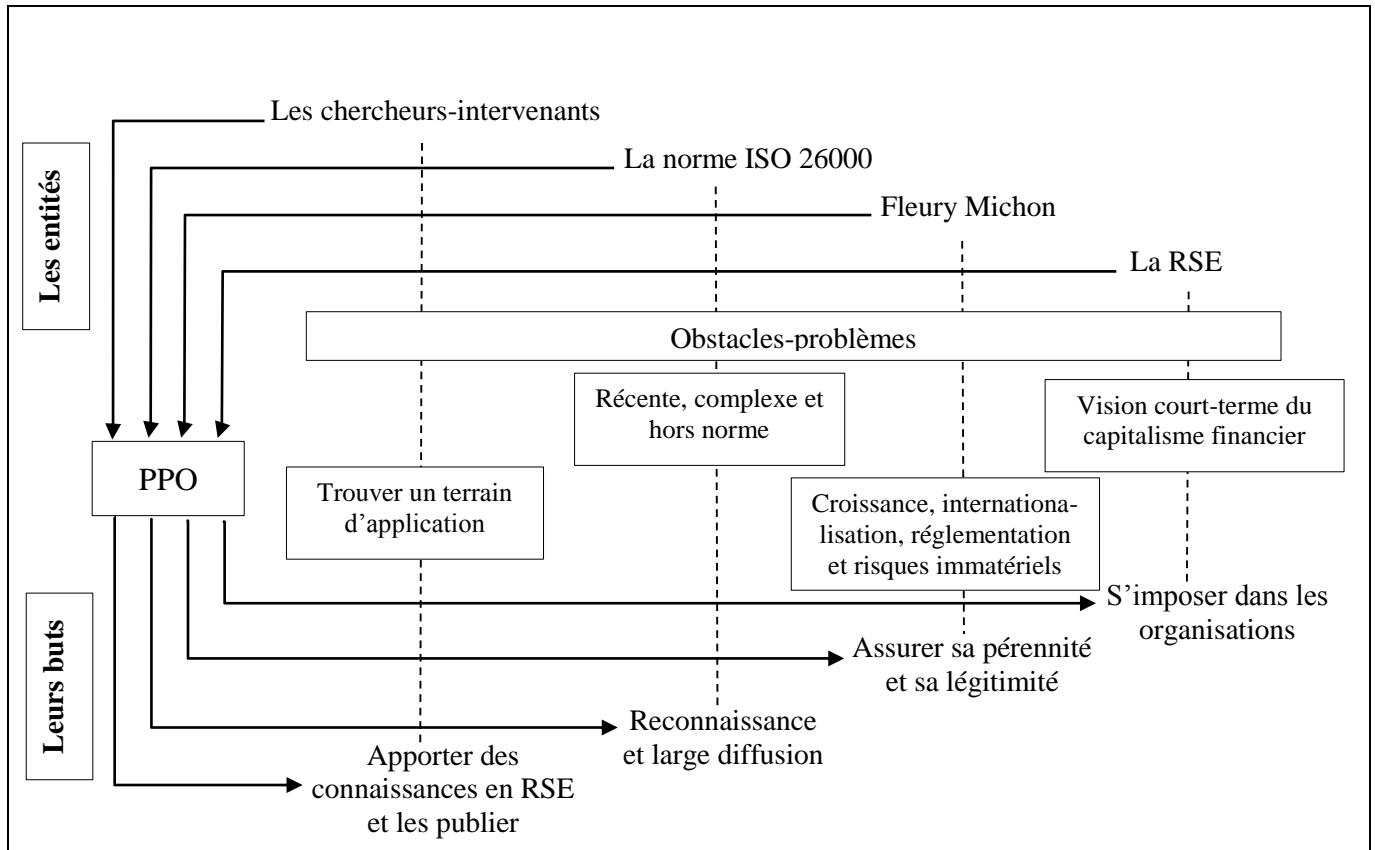 Les chercheurs-intervenants
La norme ISO 26000
Fleury Michon
La RSE
Les entités
Obstacles-problèmes
Récente, complexe et
hors norme
Vision court-terme du
capitalisme financier
PPO
Trouver un terrain
d’application
Croissance, internationa-
lisation, réglementation
et risques immatériels
Leurs buts
S’imposer dans les
organisations
Assurer sa pérennité
et sa légitimité
Reconnaissance
et large diffusion
Apporter des
connaissances en RSE
et les publier